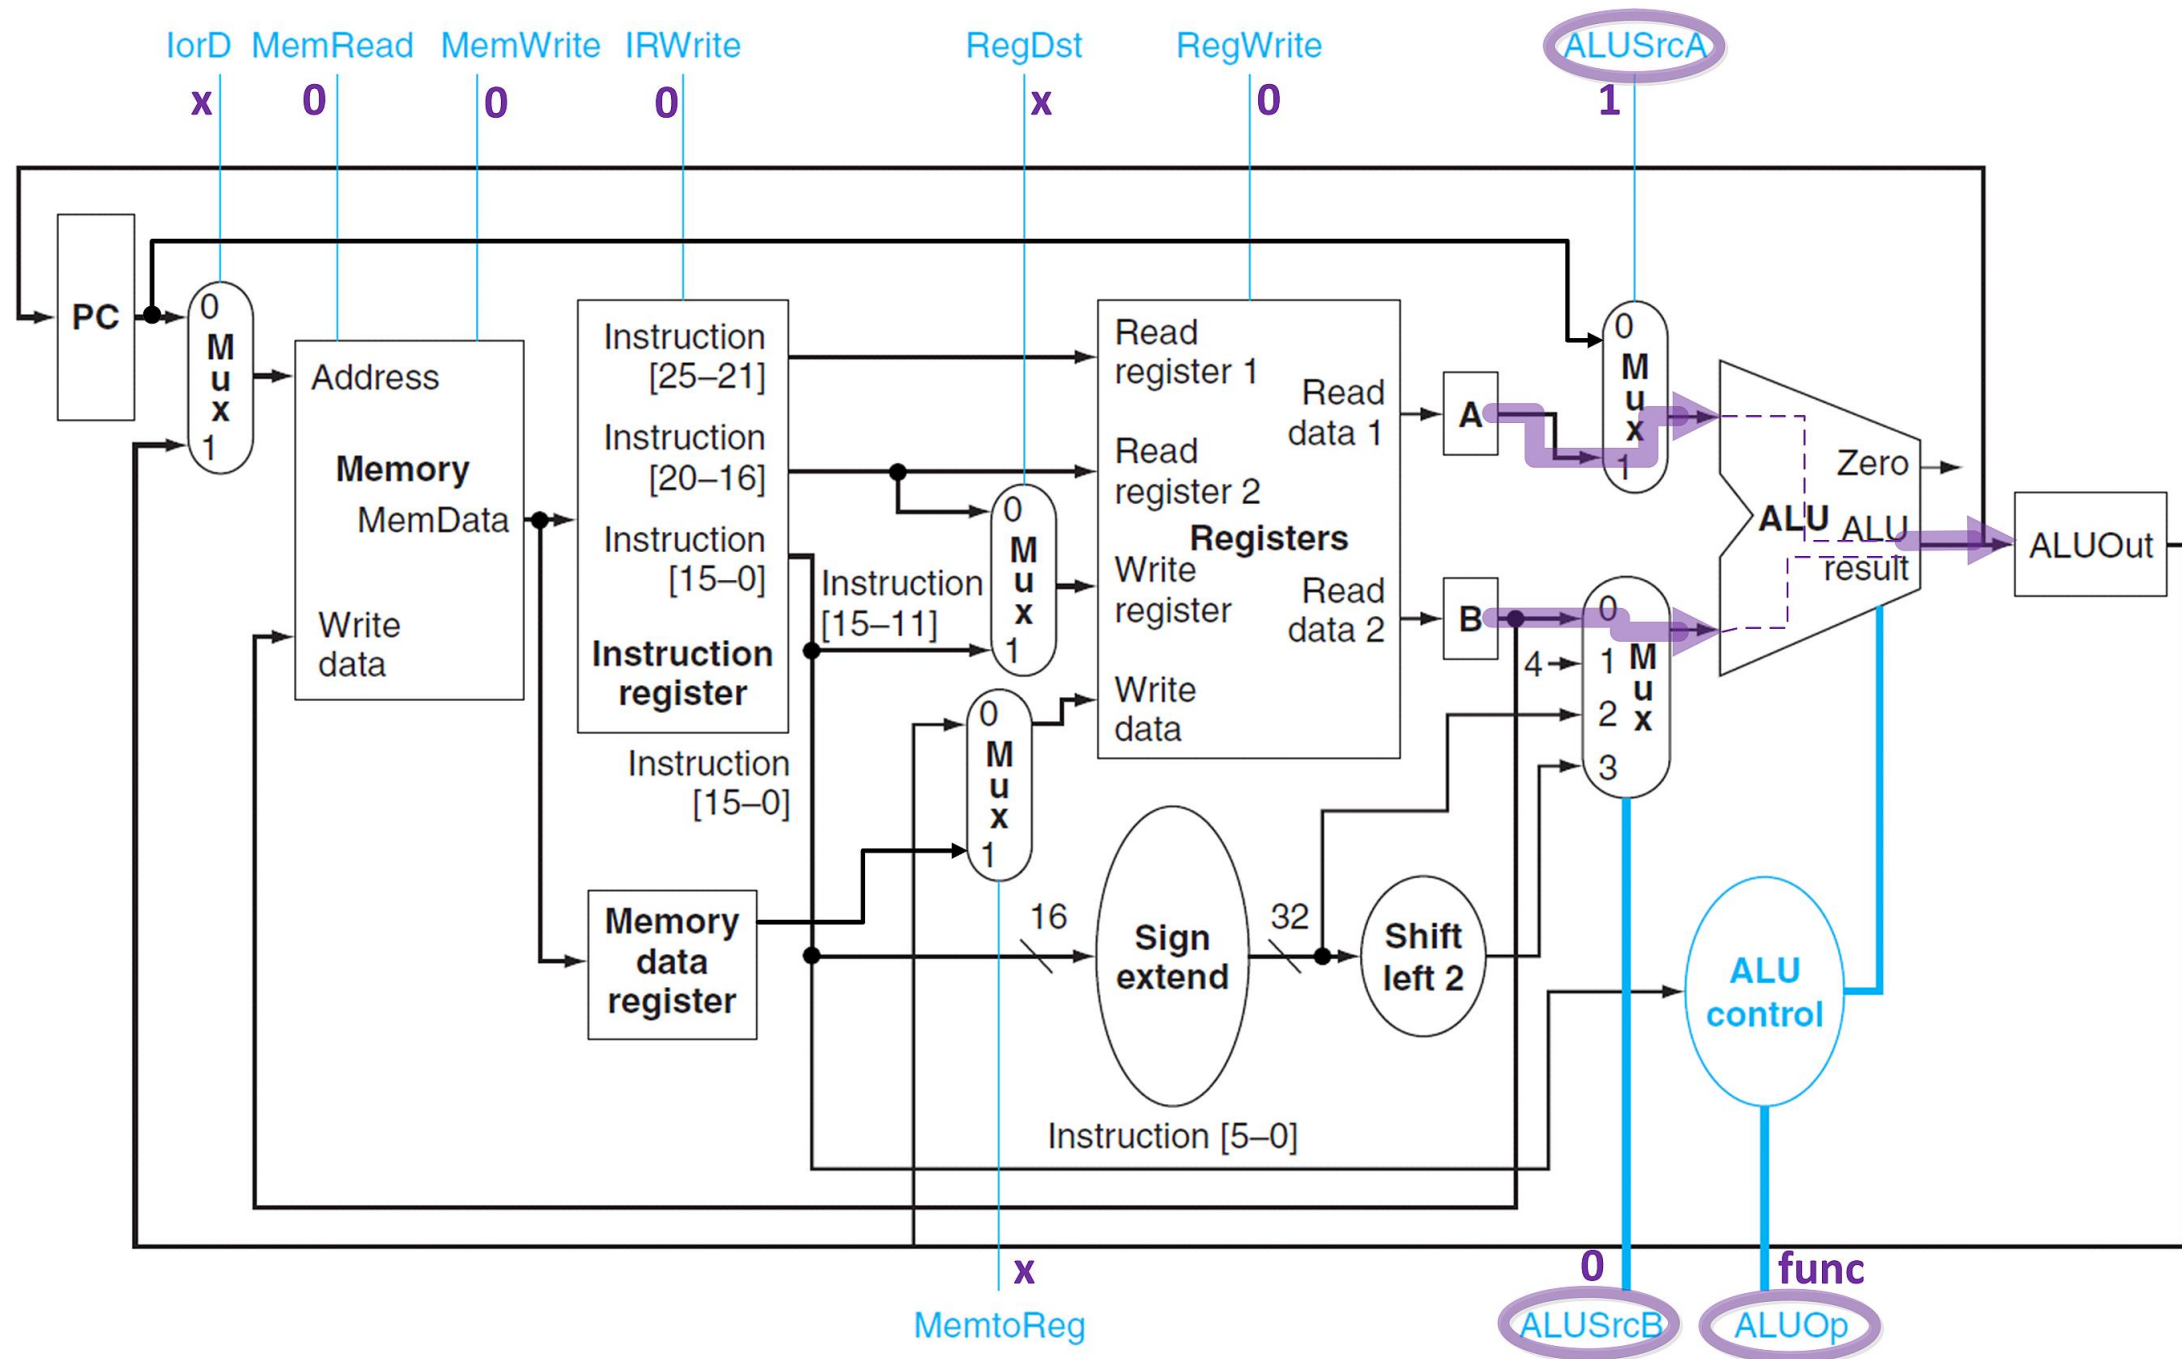 IorD MemRead MemWrite IRWrite RegDst RegWrite ALUSrcA
x 0 0 0 x 0 1
PC
0
M
u
x
1
Address
Memory
MemData
Write
data
Instruction
[25–21]
Instruction
[20–16]
Instruction
[15–0]
Instruction
register
Instruction
[15–11]
Instruction
[15–0]
Memory
data
register
0
M
u
x
1
0
M
u
x
1
Read
register 1
Read
register 2
Registers
Write
register
Write
data
Read
data 1
Read
data 2
16
Sign
extend
32
Shift
left 2
Instruction [5–0]
A
B
4
0
M
u
x
1
0
1 M
u
2 x
3
Zero
ALU
ALU
result
ALUOut
ALU
control
x 0 func
MemtoReg ALUSrcB ALUOp